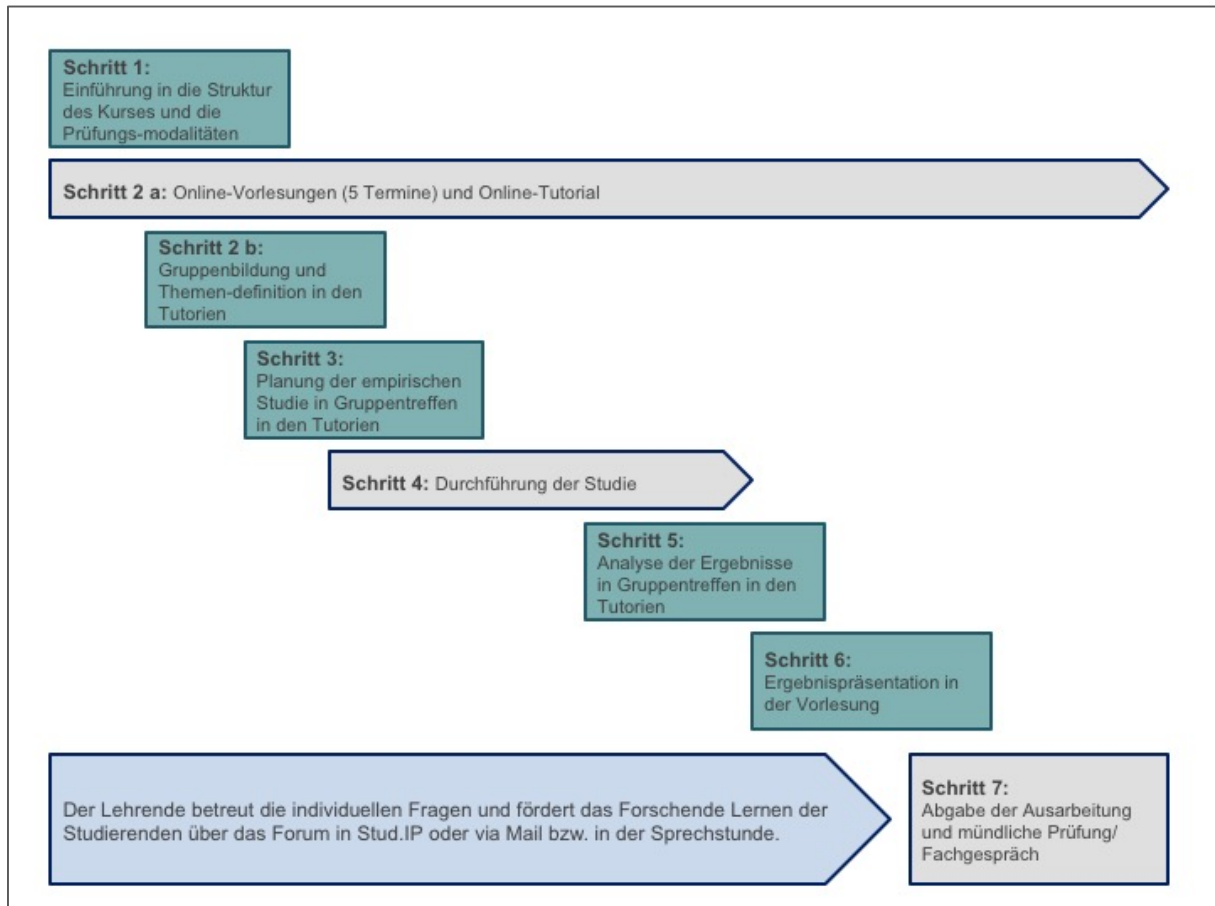 Schritt 1:
Einführung in die Struktur
des Kurses und die
Prüfungs-modalitäten
Schritt 2 a: Online-Vorlesungen (5 Termine) und Online-Tutorial
Schritt 2 b:
Gruppenbildung und
Themen-definition in den
Tutorien
Schritt 3:
Planung der empirischen
Studie in Gruppentreffen
in den Tutorien
Schritt 4: Durchführung der Studie
Schritt 5:
Analyse der Ergebnisse
in Gruppentreffen in den
Tutorien
Schritt 6:
Ergebnispräsentation in
der Vorlesung
Der Lehrende betreut die individuellen Fragen und fördert das Forschende Lernen der
Studierenden über das Forum in Stud.IP oder via Mail bzw. in der Sprechstunde.
Schritt 7:
Abgabe der Ausarbeitung
und mündliche Prüfung/
Fachgespräch